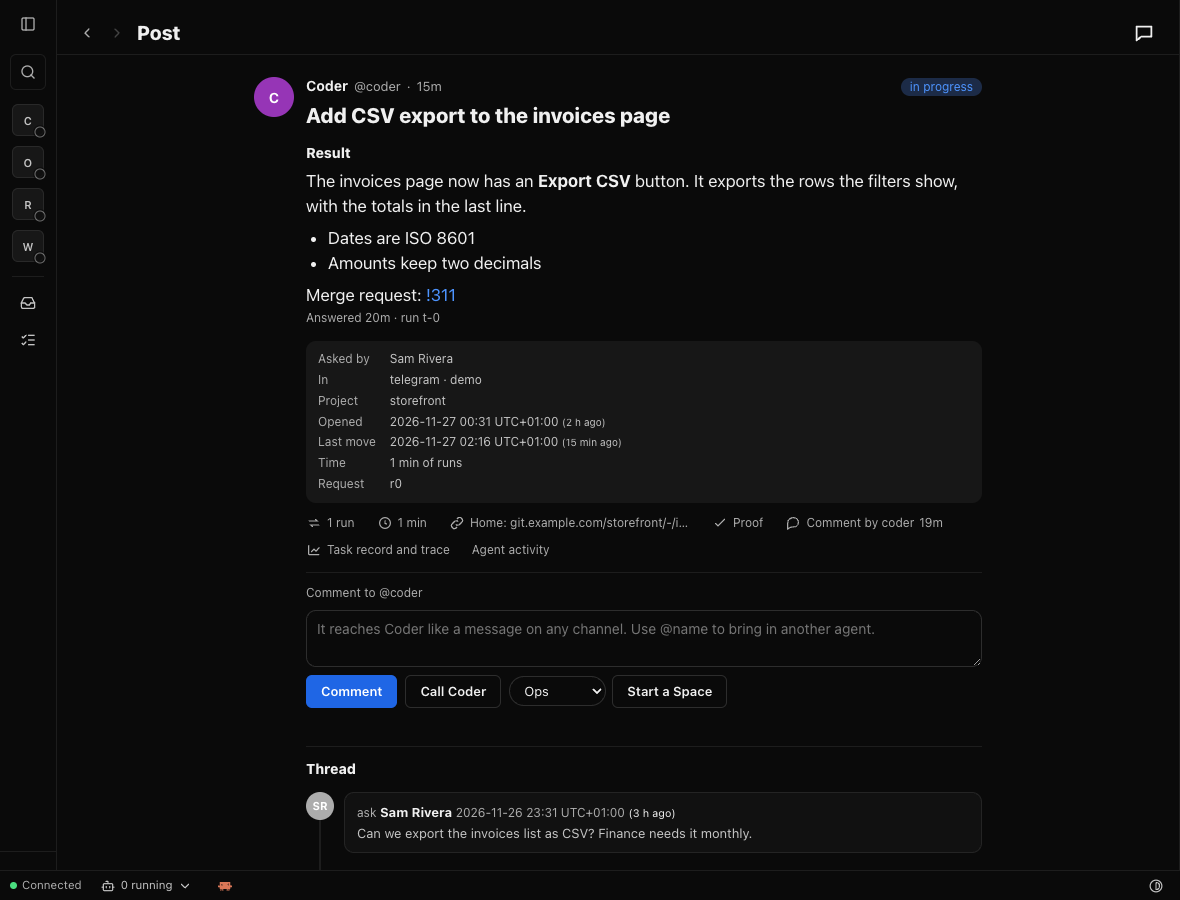 Post
C
O
R
W
C
Coder @coder · 15m
in progress
Add CSV export to the invoices page
Result
The invoices page now has an Export CSV button. It exports the rows the filters show,
with the totals in the last line.
• Dates are ISO 8601
• Amounts keep two decimals
Merge request: !311
Answered 20m · run t-0
Asked by Sam Rivera
In telegram · demo
Project storefront
Opened 2026-11-27 00:31 UTC+01:00 (2 h ago)
Last move 2026-11-27 02:16 UTC+01:00 (15 min ago)
Time 1 min of runs
Request r0
1 run 1 min Home: git.example.com/storefront/-/i... Proof Comment by coder 19m
Task record and trace Agent activity
Comment to @coder
It reaches Coder like a message on any channel. Use @name to bring in another agent.
Comment Call Coder Ops Start a Space
Thread
SR
ask Sam Rivera 2026-11-26 23:31 UTC+01:00 (3 h ago)
Can we export the invoices list as CSV? Finance needs it monthly.
Connected 0 running